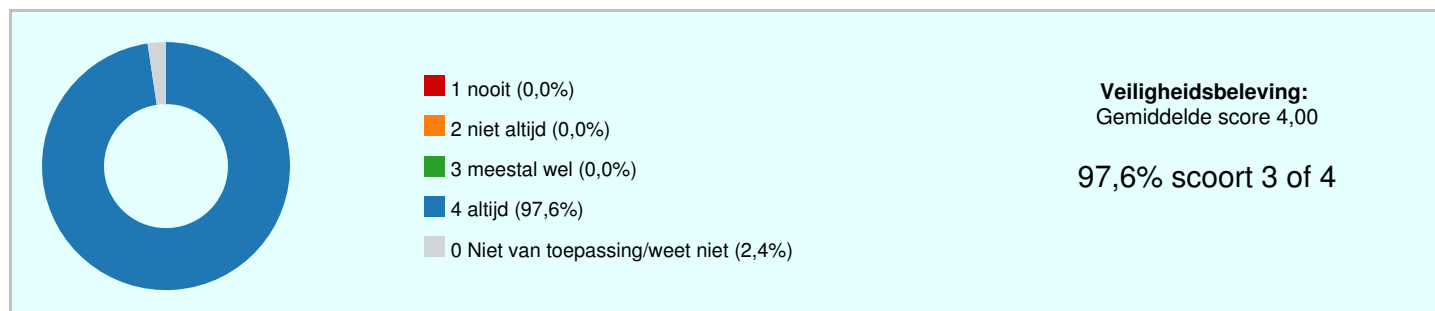 1 nooit (0,0%)
2 niet altijd (0,0%)
3 meestal wel (0,0%)
4 altijd (97,6%)
0 Niet van toepassing/weet niet (2,4%)
Veiligheidsbeleving:
Gemiddelde score 4,00
97,6% scoort 3 of 4